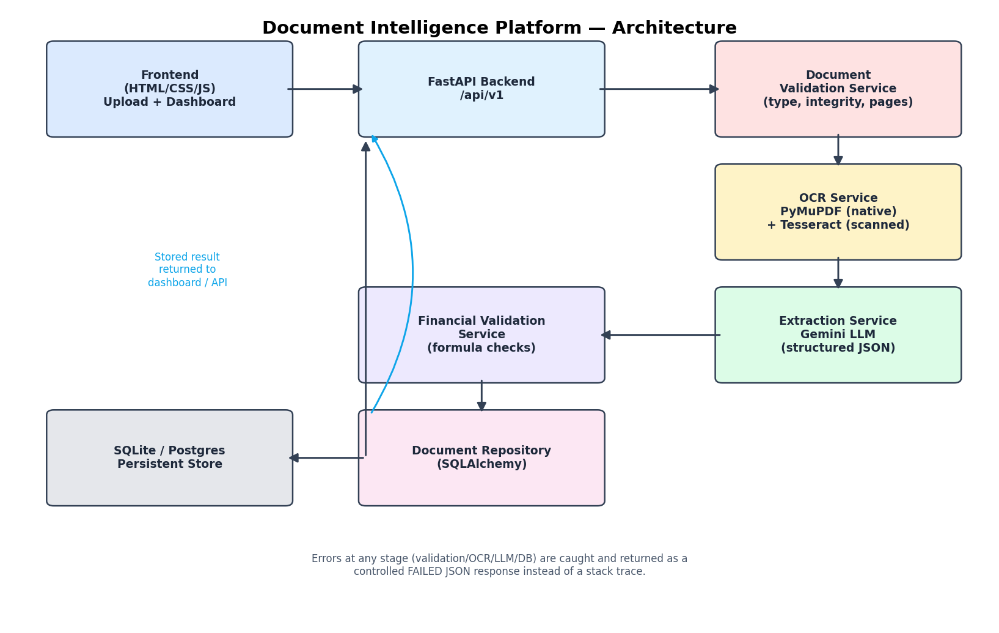 Document Intelligence Platform — Architecture
Frontend
(HTML/CSS/JS)
Upload + Dashboard
FastAPI Backend
/api/v1
Document
Validation Service
(type, integrity, pages)
OCR Service
PyMuPDF (native)
+ Tesseract (scanned)
Stored result
returned to
dashboard / API
Financial Validation
Service
(formula checks)
Extraction Service
Gemini LLM
(structured JSON)
SQLite / Postgres
Persistent Store
Document Repository
(SQLAlchemy)
Errors at any stage (validation/OCR/LLM/DB) are caught and returned as a
controlled FAILED JSON response instead of a stack trace.